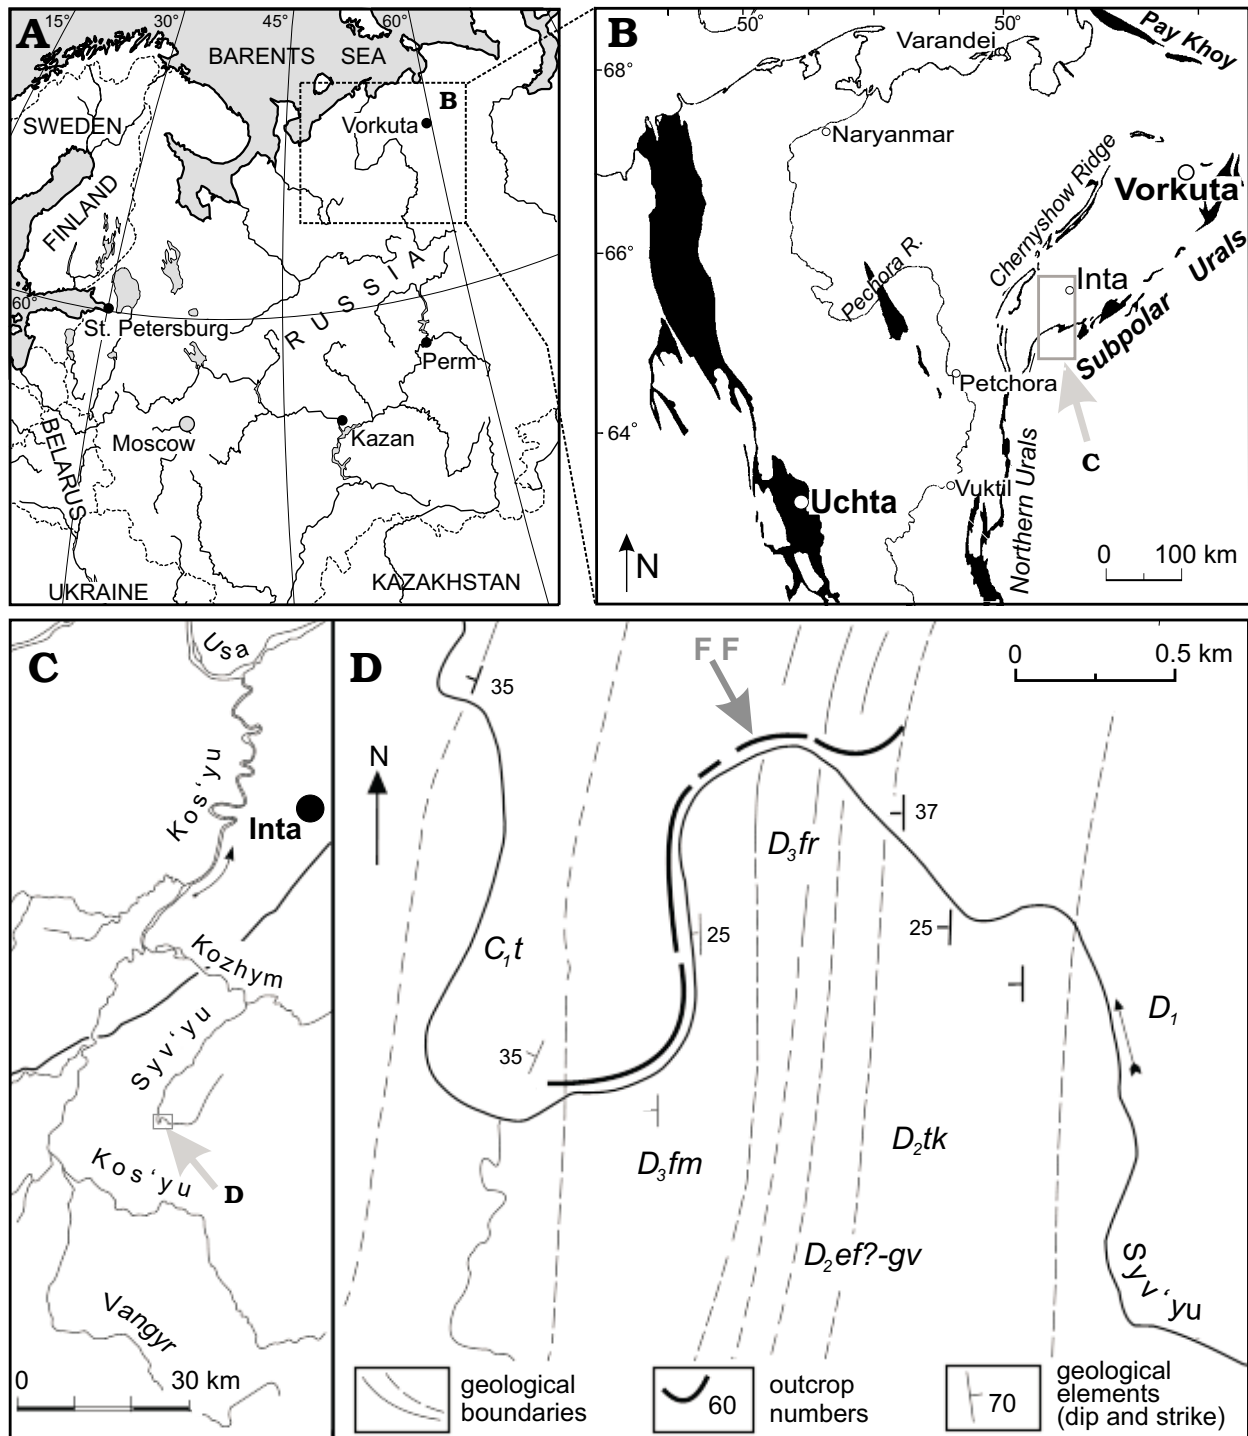 A
15°
30°
45°
60°
BARENTS SEA
B
Vorkuta
SWEDEN
FINLAND
RUSSIA
60°
St. Petersburg
Perm
Moscow
Kazan
BELARUS
UKRAINE
KAZAKHSTAN
B
50°
50°
Pay Khoy
Varandei
68°
Naryanmar
Chernyshow Ridge
Vorkuta
66°
Pechora R.
Inta
Subpolar Urals
Petchora
64°
C
Vuktil
Uchta
Northern Urals
N
0 100 km
C
Usa
Kos‘yu
Inta
Kozhym
Syv‘yu
Kos‘yu
D
Vangyr
0 30 km
D
F F
0 0.5 km
35
N
37
D3fr
25
25
C1t
D1
35
D2tk
D3fm
D2ef?-gv
Syv‘yu
geological
boundaries
60
outcrop
numbers
70
geological
elements
(dip and strike)